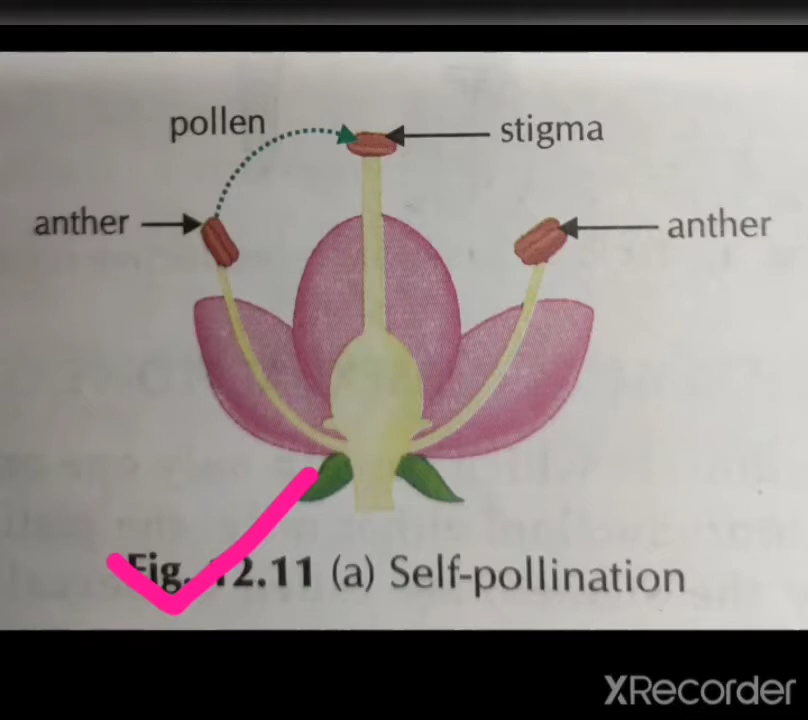 pollen
stigma
anther
anther
Fig. 12.11 (a) Self-pollination
XRecorder